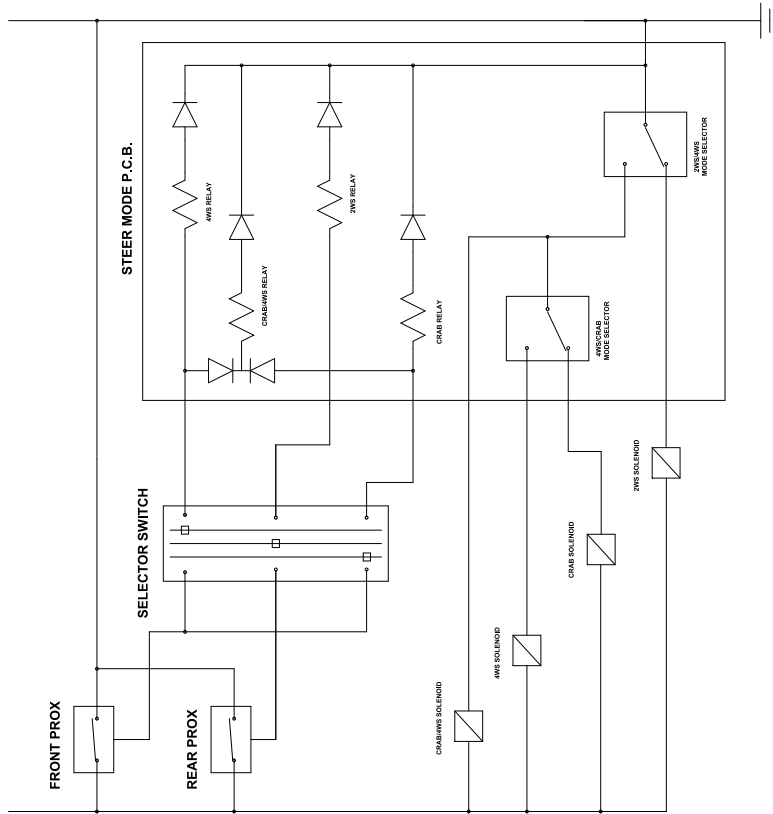 STEER MODE P.C.B.
4WS RELAY
CRAB/4WS RELAY
2WS RELAY
CRAB RELAY
2WS/4WS
MODE SELECTOR
4WS/CRAB
MODE SELECTOR
SELECTOR SWITCH
FRONT PROX
REAR PROX
CRAB/4WS SOLENOID
4WS SOLENOID
CRAB SOLENOID
2WS SOLENOID